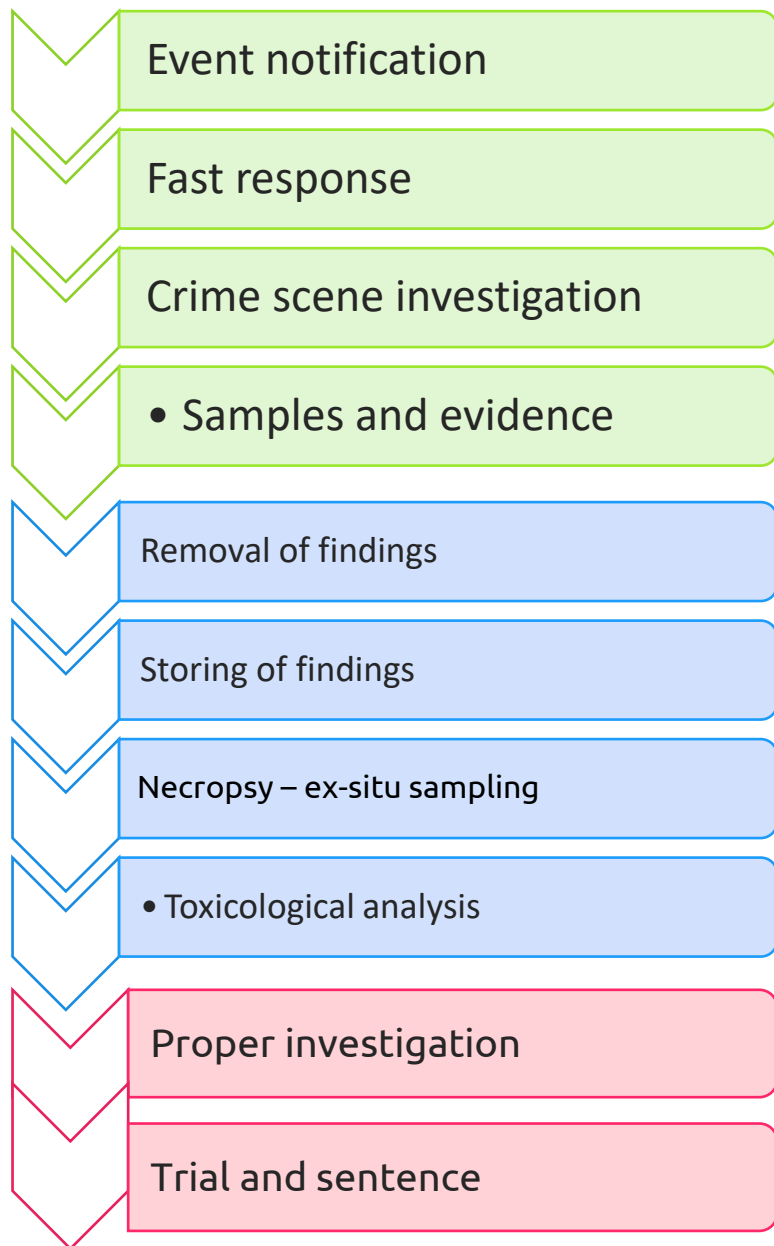 Event notification
Fast response
Crime scene investigation
• Samples and evidence
Removal of findings
Storing of findings
Necropsy – ex-situ sampling
• Toxicological analysis
Proper investigation
Trial and sentence